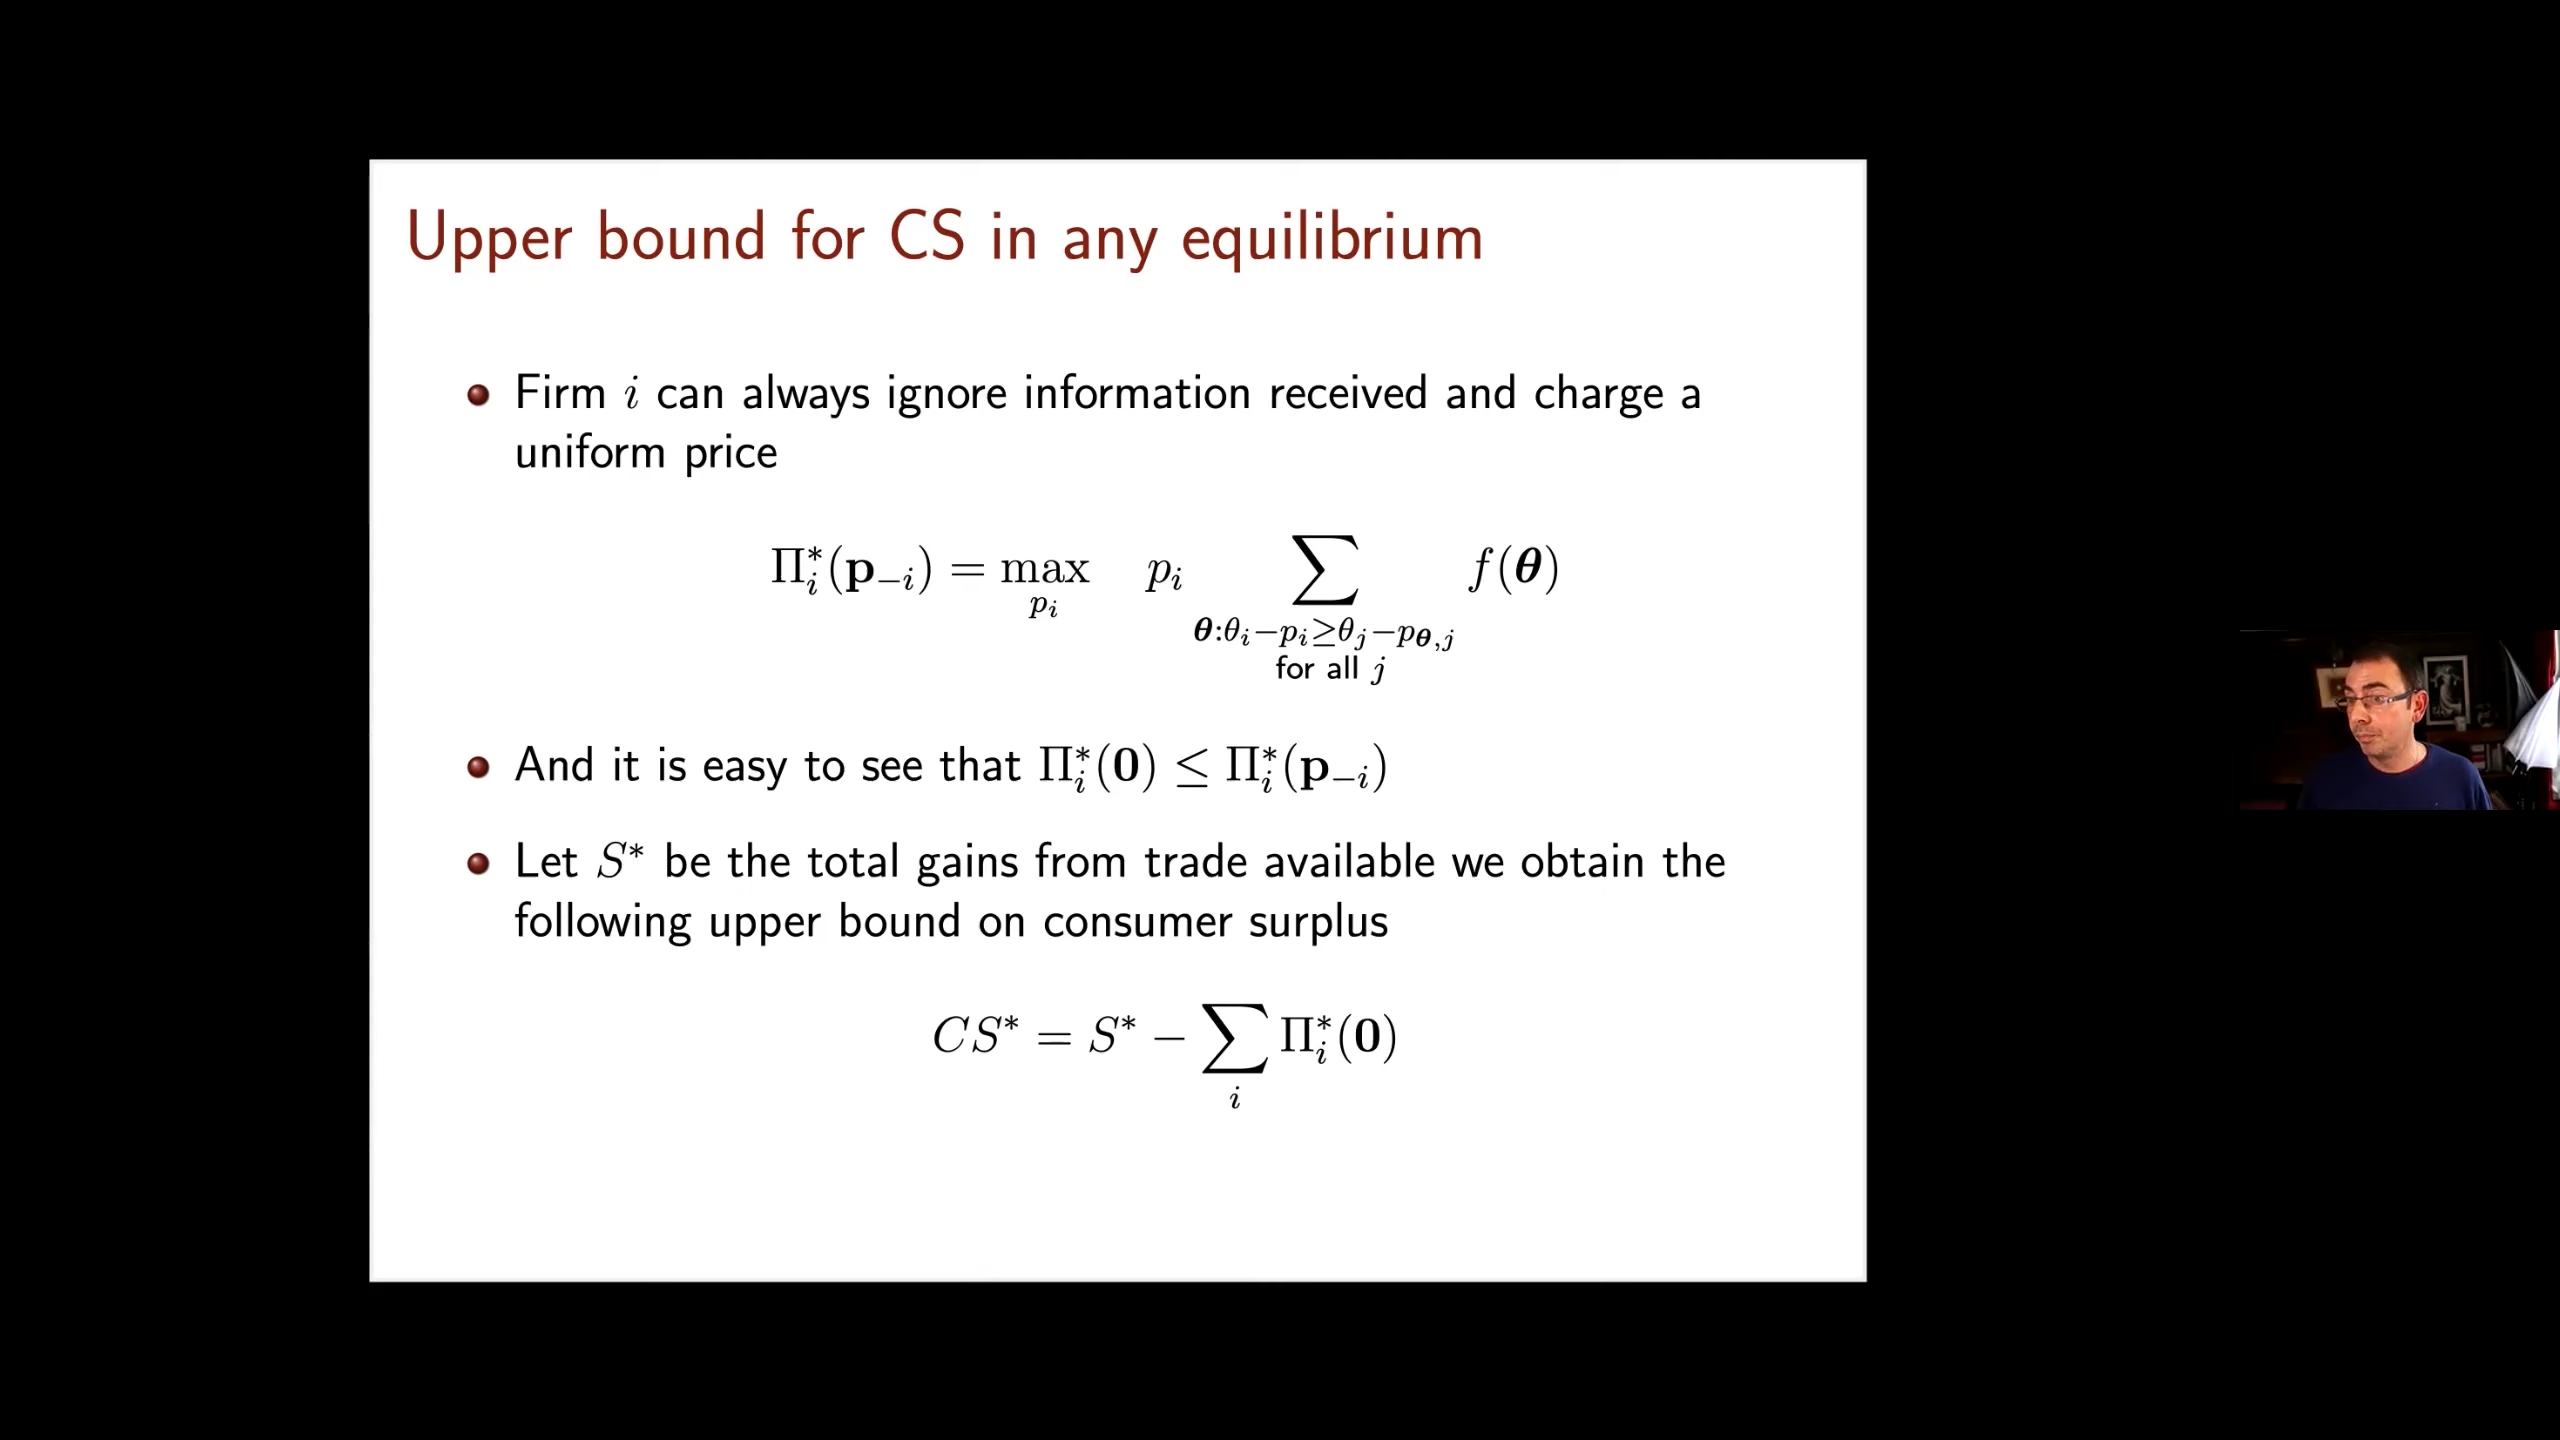 Upper bound for CS in any equilibrium
Firm i can always ignore information received and charge a
uniform price
Π*ᵢ(p₋ᵢ) = max pᵢ ∑ f(θ)
pᵢ θ:θᵢ−pᵢ≥θⱼ−p_θ,ⱼ
for all j
And it is easy to see that Π*ᵢ(0) ≤ Π*ᵢ(p₋ᵢ)
Let S* be the total gains from trade available we obtain the
following upper bound on consumer surplus
CS* = S* − ∑ Π*ᵢ(0)
i